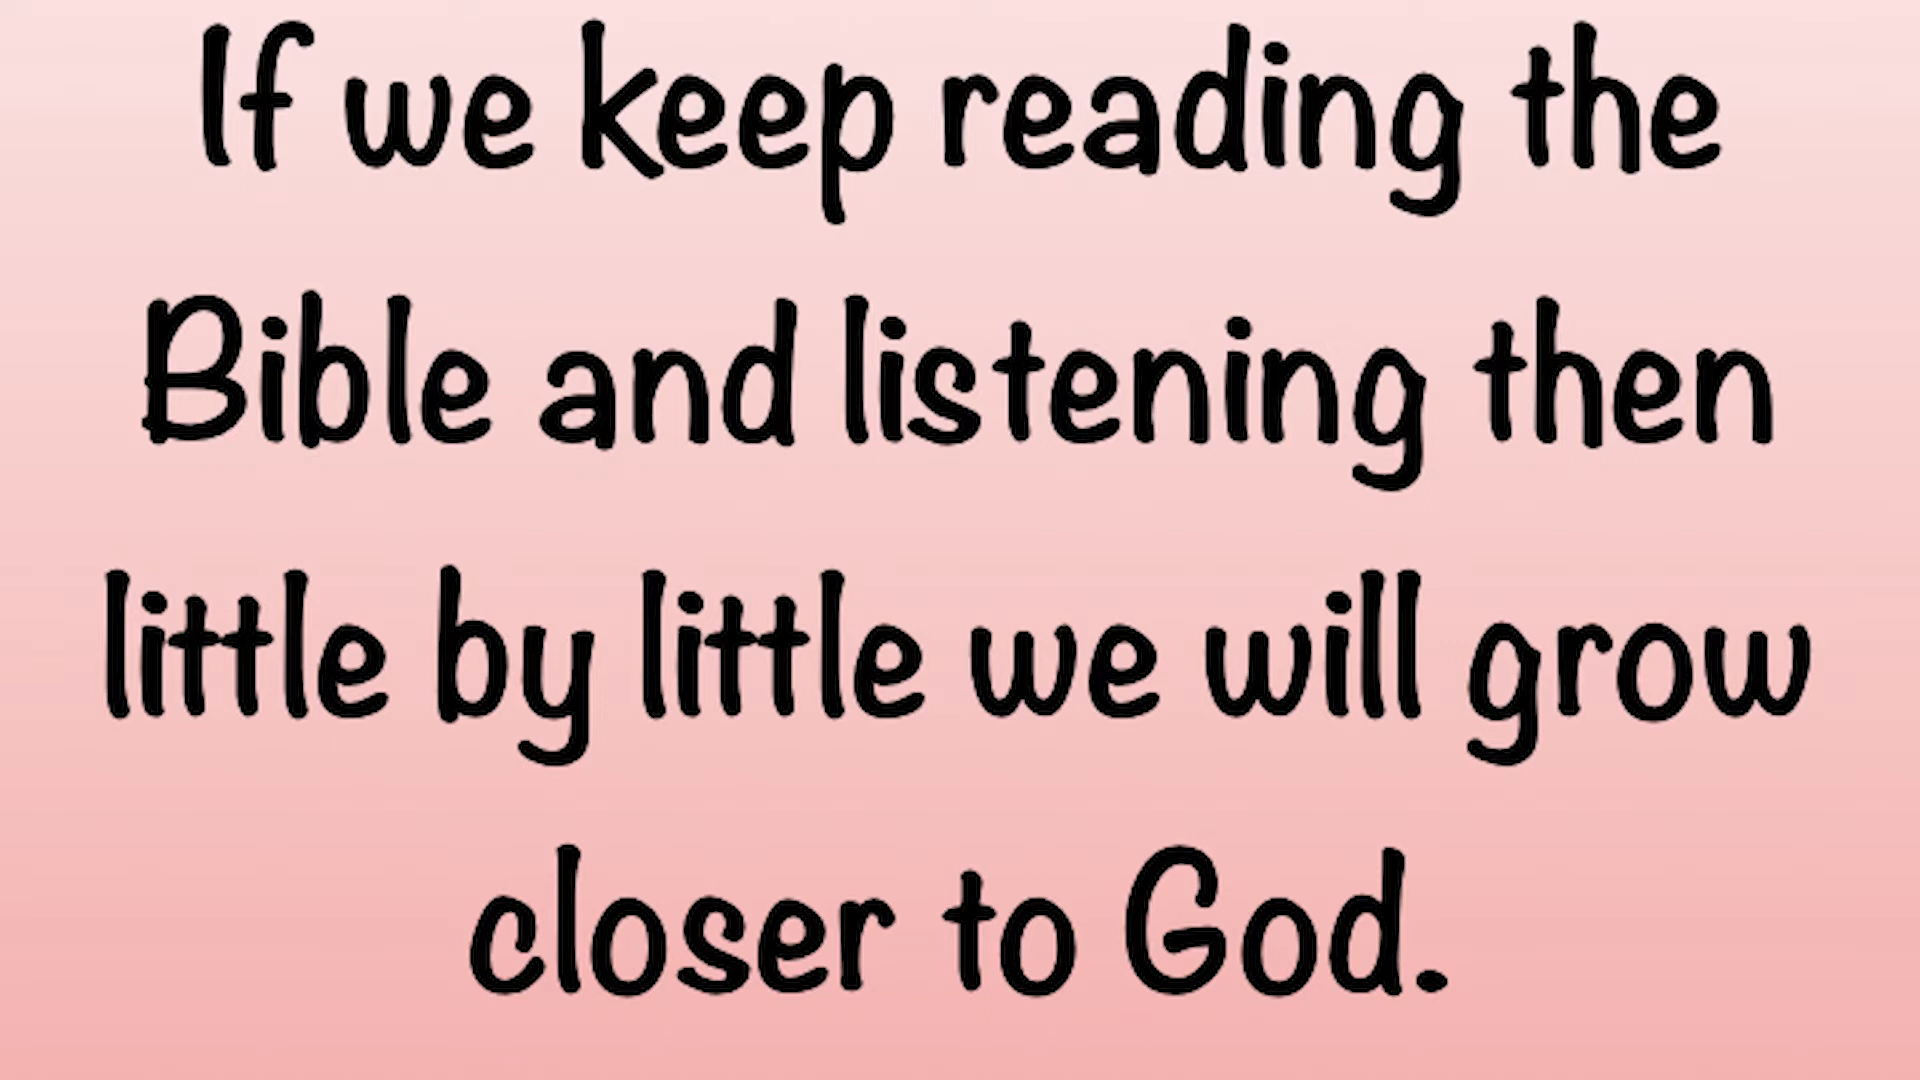 If we keep reading the
Bible and listening then
little by little we will grow
closer to God.